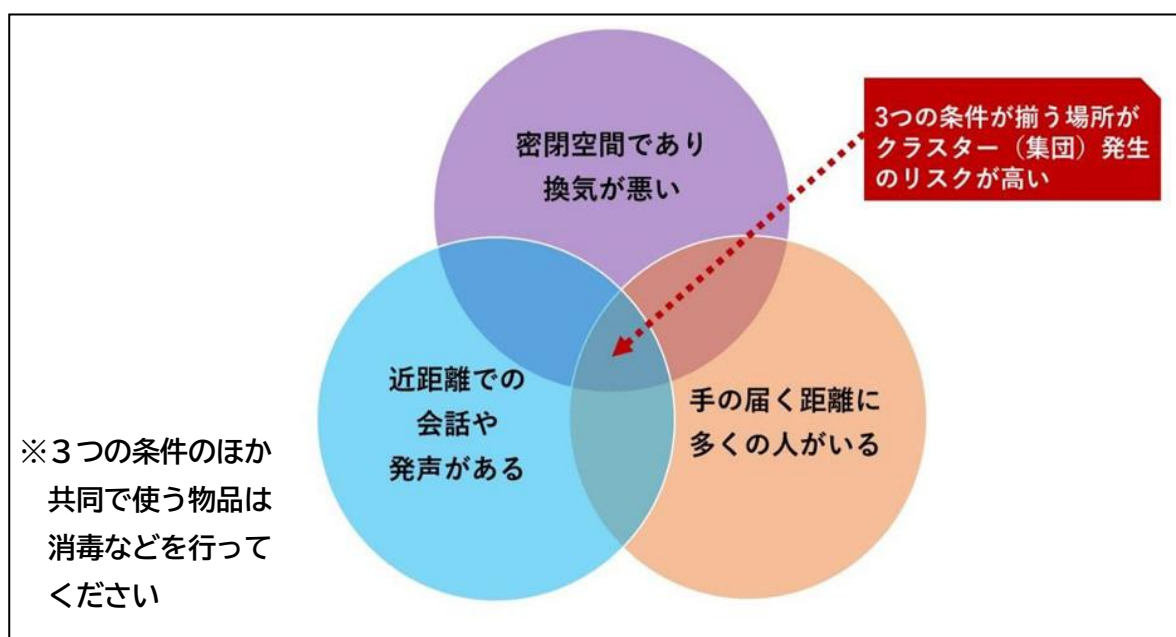 密閉空間であり
換気が悪い
3つの条件が揃う場所が
クラスター（集団）発生
のリスクが高い
近距離での
会話や
発声がある
手の届く距離に
多くの人がいる
※３つの条件のほか
共同で使う物品は
消毒などを行って
ください